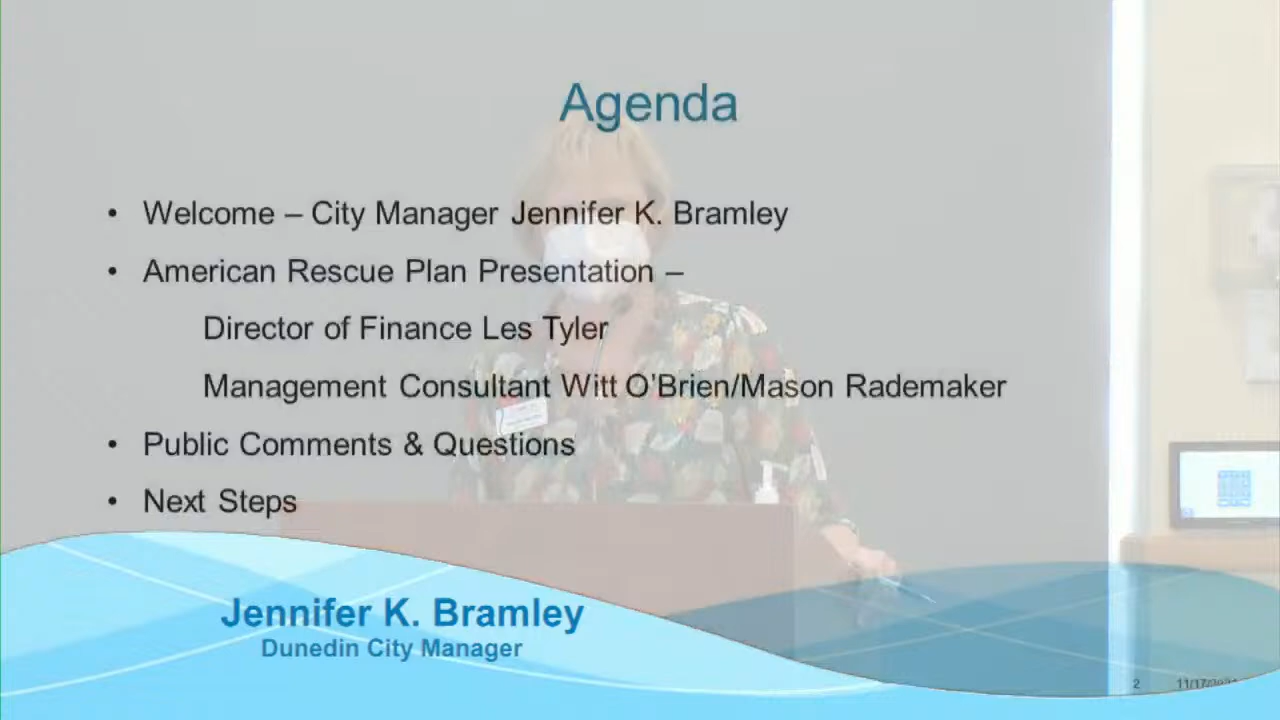 Agenda
• Welcome – City Manager Jennifer K. Bramley
• American Rescue Plan Presentation –
Director of Finance Les Tyler
Management Consultant Witt O'Brien/Mason Rademaker
• Public Comments & Questions
• Next Steps
Jennifer K. Bramley
Dunedin City Manager
2